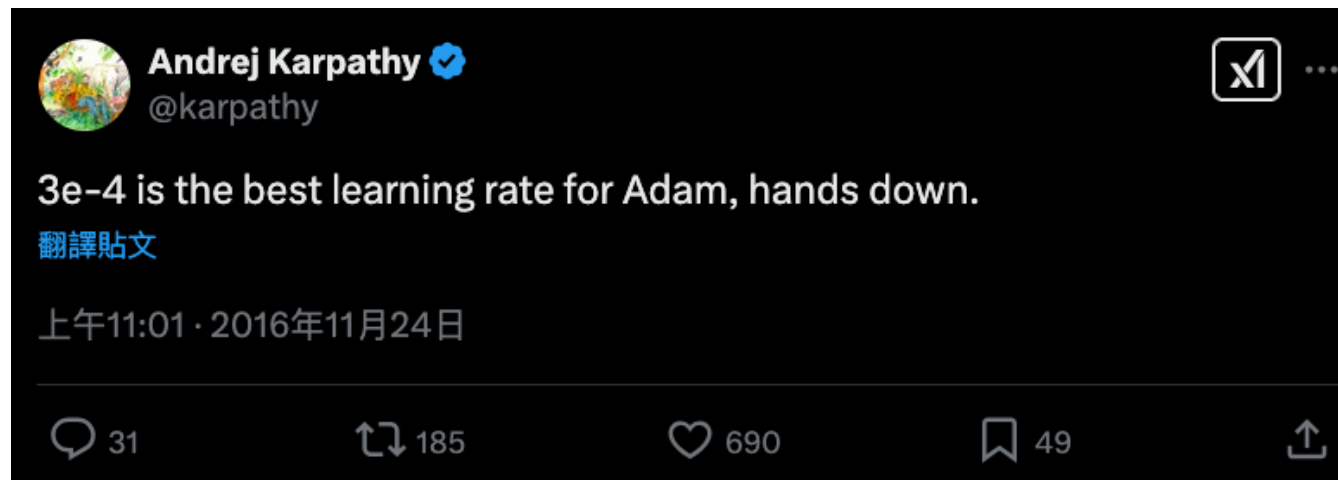 Andrej Karpathy
@karpathy
3e-4 is the best learning rate for Adam, hands down.
翻譯貼文
上午11:01 · 2016年11月24日
31 185 690 49